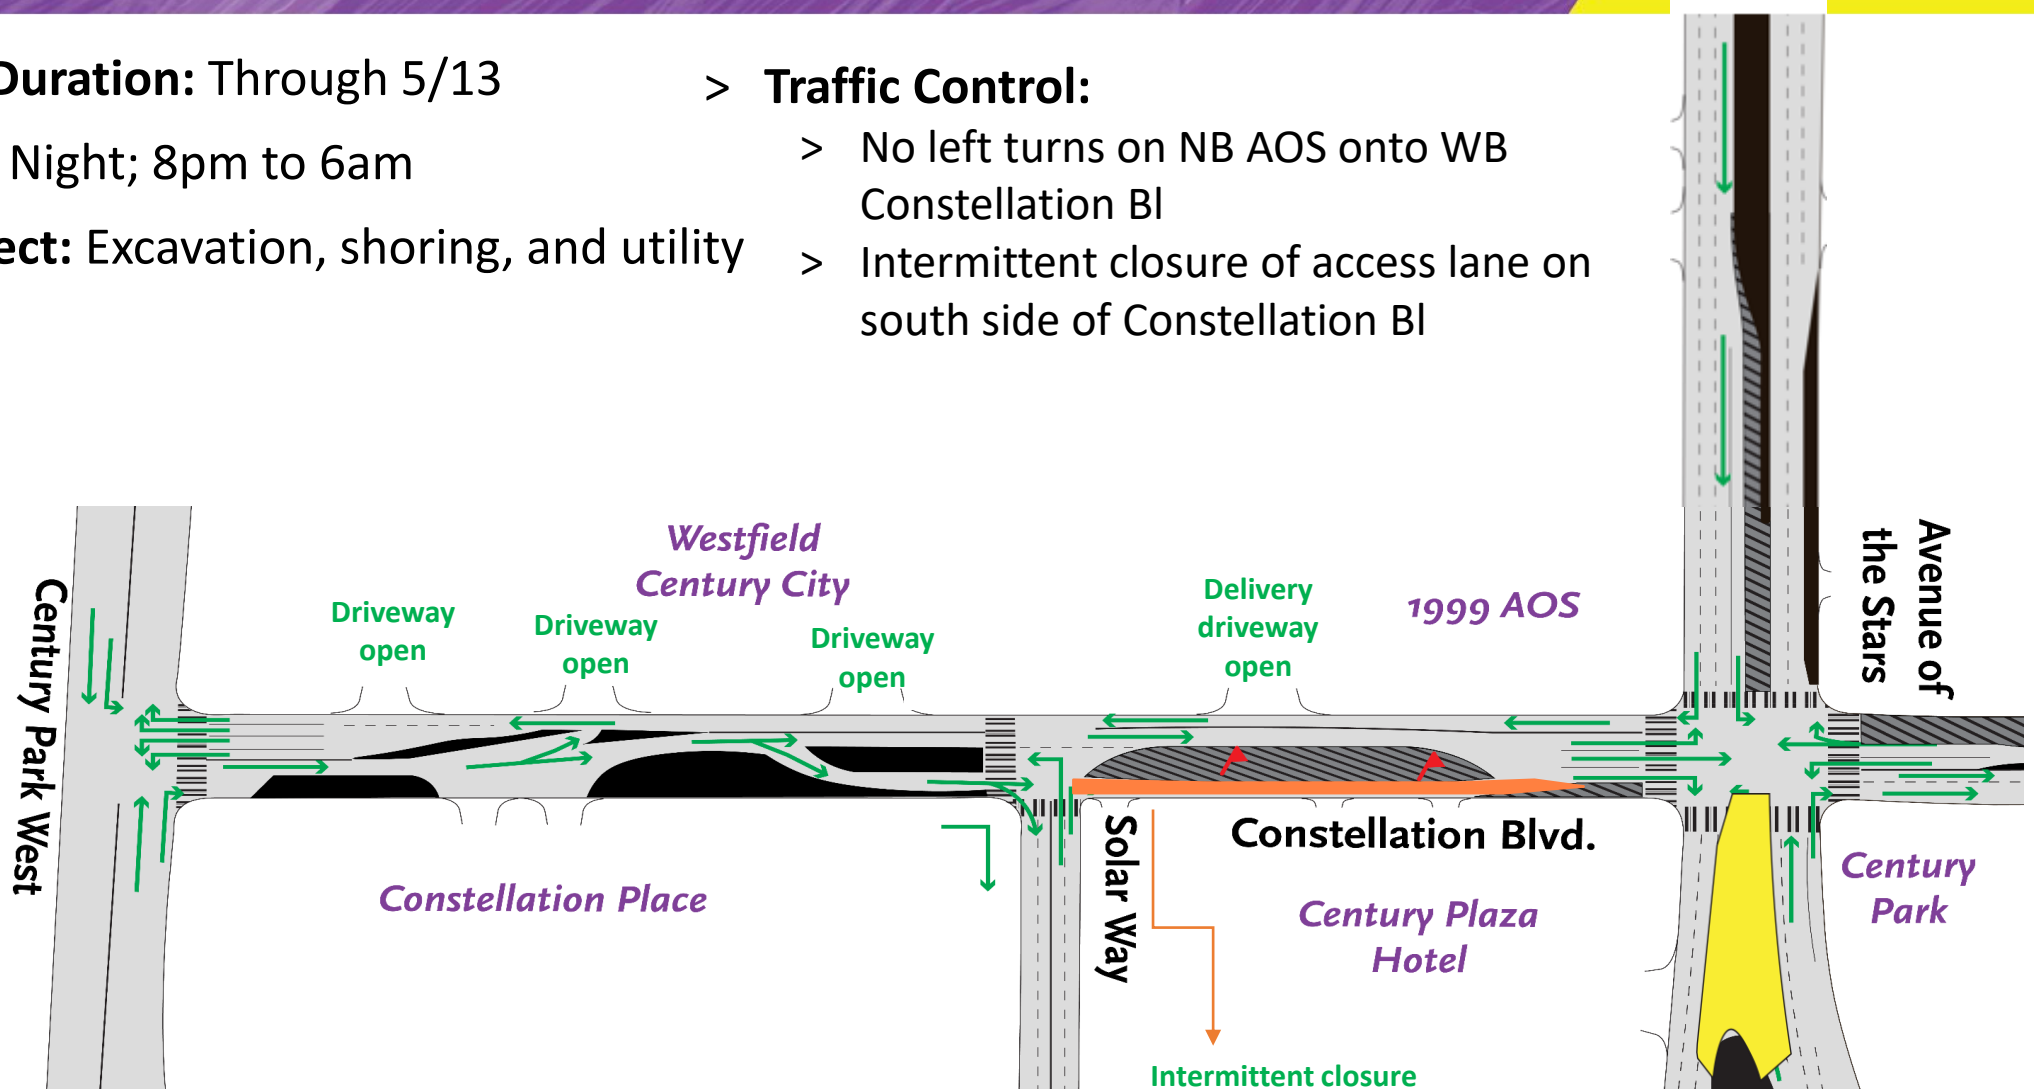 Duration: Through 5/13
Night; 8pm to 6am
ect: Excavation, shoring, and utility
> Traffic Control:
> No left turns on NB AOS onto WB
Constellation Bl
> Intermittent closure of access lane on
south side of Constellation Bl
Westfield
Century City
Driveway
open
Driveway
open
Driveway
open
Delivery
driveway
open
1999 AOS
Avenue of
the Stars
Century Park West
Constellation Place
Solar Way
Constellation Blvd.
Century Plaza
Hotel
Century
Park
Intermittent closure